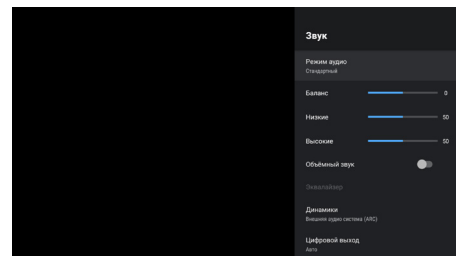 Звук
Режим аудио
Стандартный
Баланс 0
Низкие 50
Высокие 50
Объёмный звук
Эквалайзер
Динамики
Внешняя аудио система (ARC)
Цифровой выход
Авто